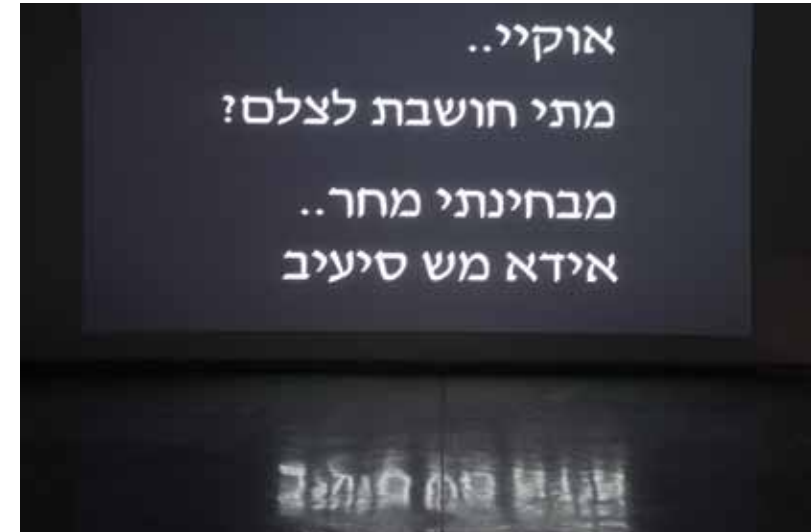 אוקיי..
מתי חושבת לצלם?
מבחינתי מחר..
אידא מש סיעיב